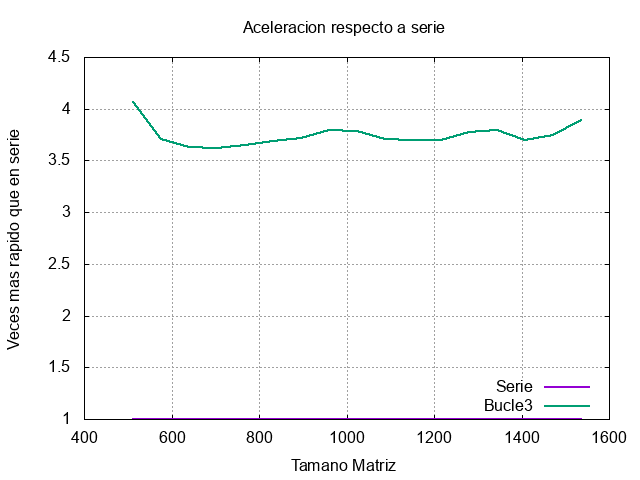 Aceleracion respecto a serie
4.5
4
3.5
3
2.5
2
1.5
1
Veces mas rapido que en serie
Serie
Bucle3
400 600 800 1000 1200 1400 1600
Tamano Matriz